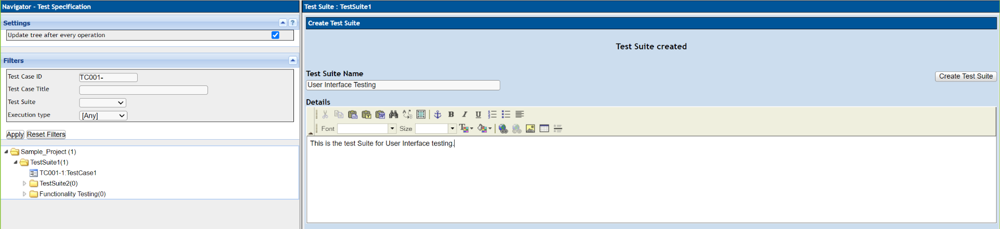 Navigator - Test Specification
Settings
?
Update tree after every operation
Filters
Test Case ID TC001-
Test Case Title
Test Suite
Execution type [Any]
Apply Reset Filters
Sample_Project (1)
TestSuite1(1)
TC001-1:TestCase1
TestSuite2(0)
Functionality Testing(0)
Test Suite : TestSuite1
Create Test Suite
Test Suite created
Test Suite Name
Create Test Suite
User Interface Testing
Details
B I U
Font Size
This is the test Suite for User Interface testing.